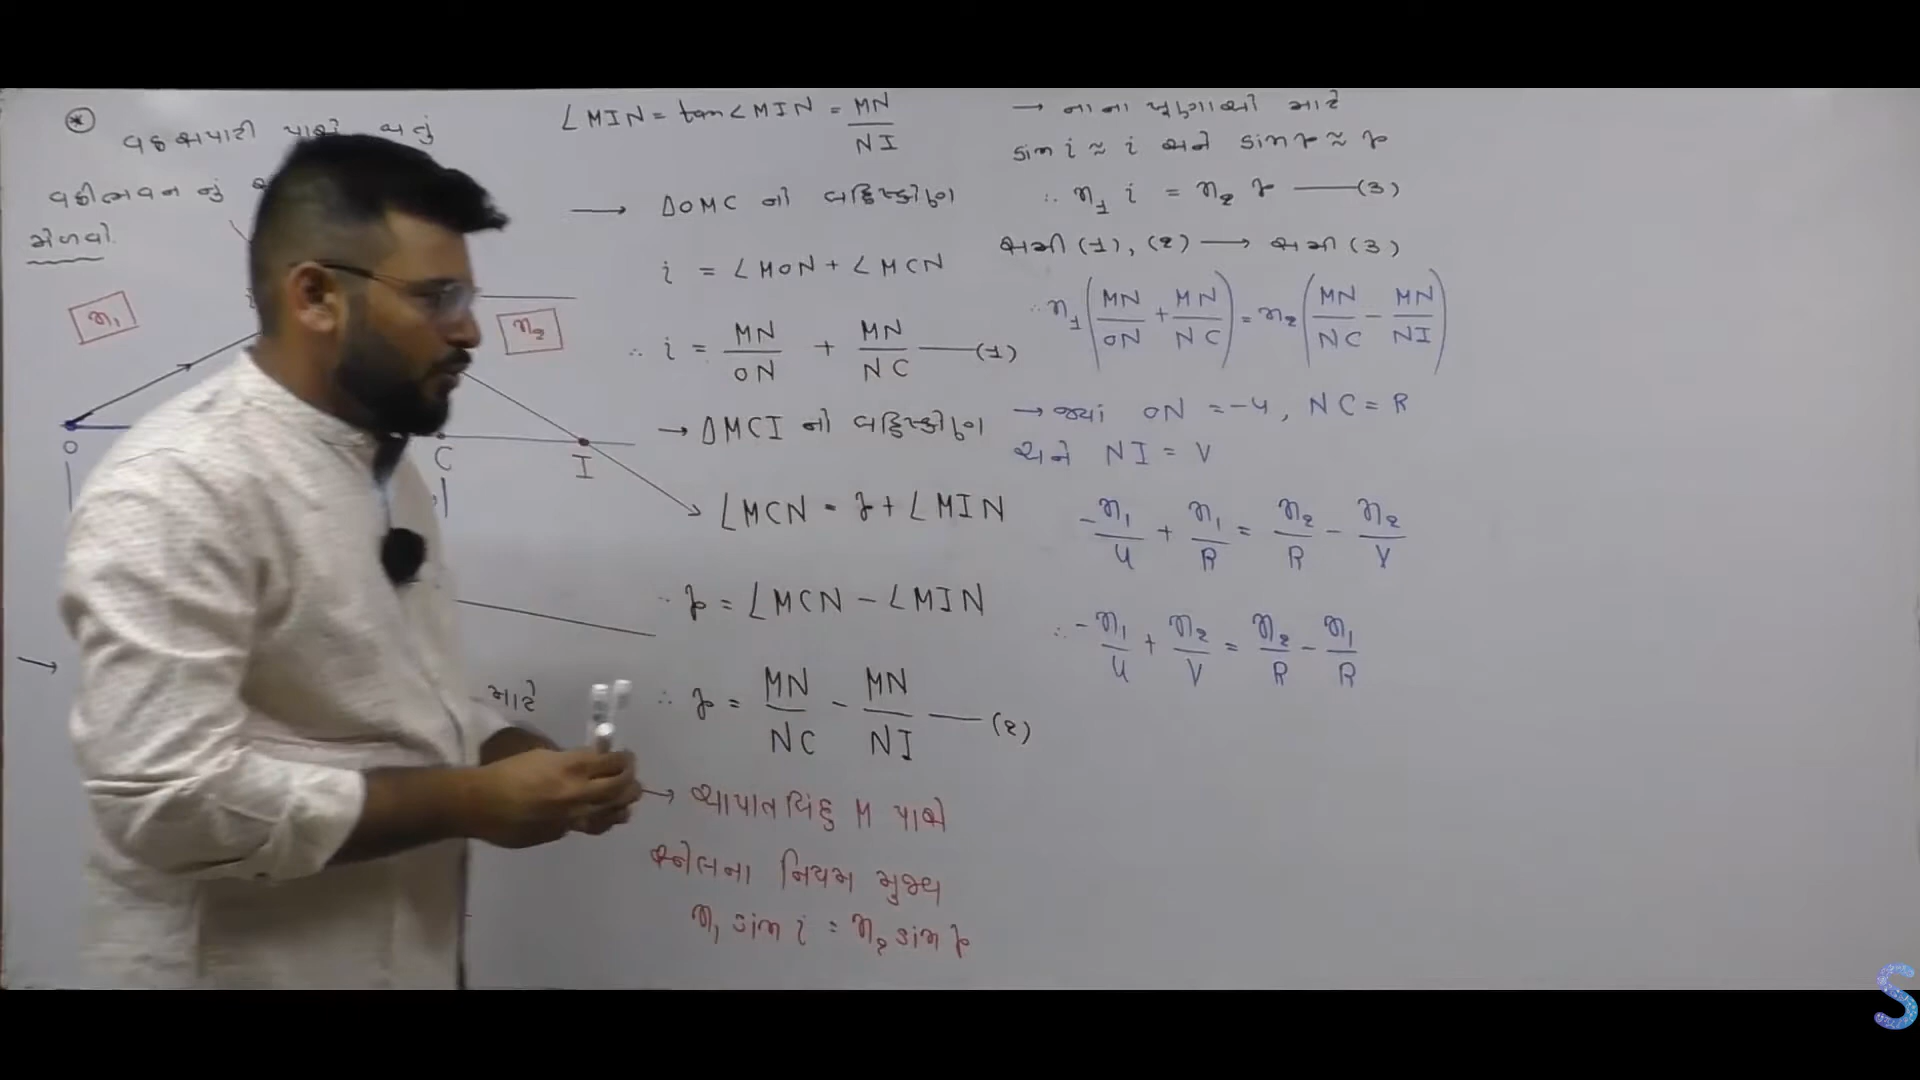 વક્રસપાટી પાસે થતું
વક્રીભવન નું
મેળવો.
n₁
n₂
O
C
I
માટે
∠MIN = tan∠MIN = MN/NI
→ ΔOMC નો બહિષ્કોણ
i = ∠MON + ∠MCN
∴ i = MN/ON + MN/NC —(1)
→ ΔMCI નો બહિષ્કોણ
∠MCN = r + ∠MIN
∴ r = ∠MCN - ∠MIN
∴ r = MN/NC - MN/NI —(2)
→ આપાતબિંદુ M પાસે
સ્નેલના નિયમ મુજબ
n₁ sin i = n₂ sin r
→ નાના ખૂણાઓ માટે
sin i ≈ i અને sin r ≈ r
∴ n₁ i = n₂ r —(3)
સમી (1), (2) → સમી (3)
∴ n₁(MN/ON + MN/NC) = n₂(MN/NC - MN/NI)
→ જ્યાં ON = -u, NC = R
અને NI = V
-n₁/u + n₁/R = n₂/R - n₂/V
∴ -n₁/u + n₂/V = n₂/R - n₁/R
S